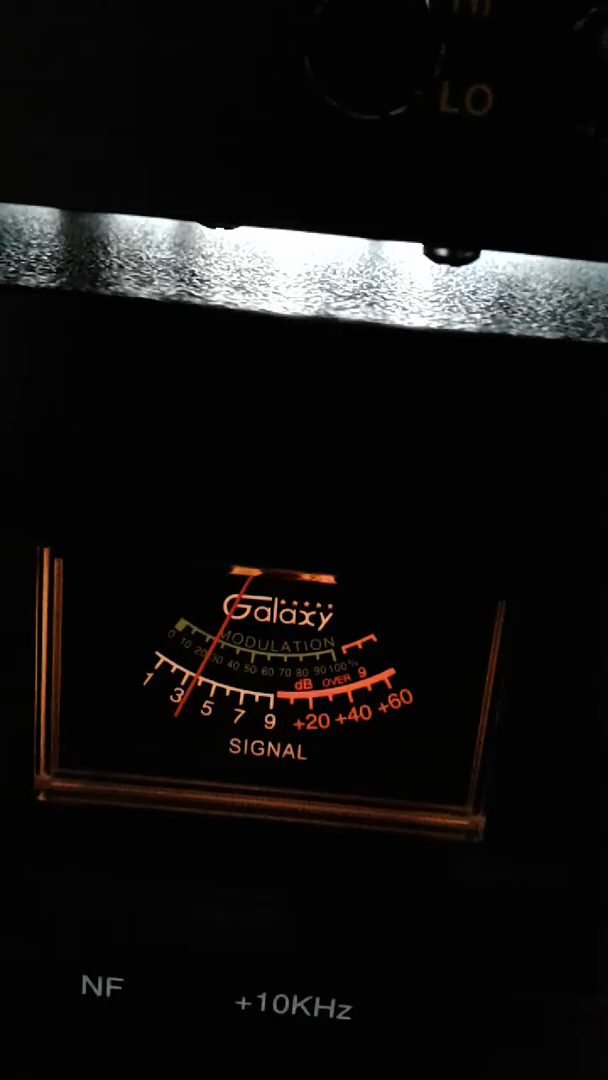 HI
LO
Galaxy
MODULATION
0 10 20 30 40 50 60 70 80 90 100 %
dB OVER 9
1 3 5 7 9 +20 +40 +60
SIGNAL
NF +10KHz